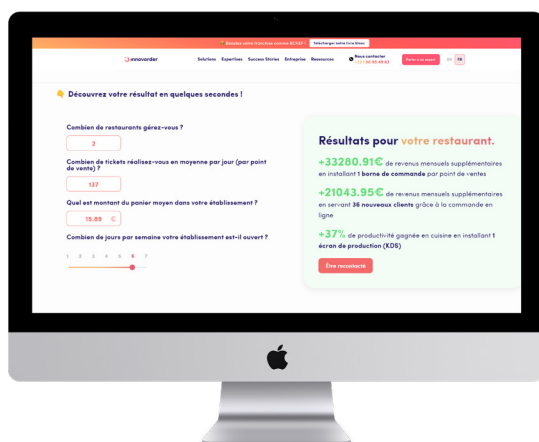 Boostez votre franchise comme BCHEF !
Télécharger notre livre blanc
innovorder
Solutions Expertises Success Stories Entreprise Ressources
Nous contacter
Parler à un expert
EN FR
Découvrez votre résultat en quelques secondes !
Combien de restaurants gérez-vous ?
2
Combien de tickets réalisez-vous en moyenne par jour (par point
de vente) ?
137
Quel est montant du panier moyen dans votre établissement ?
15.89 €
Combien de jours par semaine votre établissement est-il ouvert ?
1 2 3 4 5 6 7
Résultats pour votre restaurant.
+33280.91€ de revenus mensuels supplémentaires
en installant 1 borne de commande par point de ventes
+21043.95€ de revenus mensuels supplémentaires
en servant 36 nouveaux clients grâce à la commande en
ligne
+37% de productivité gagnée en cuisine en installant 1
écran de production (KDS)
Être recontacté